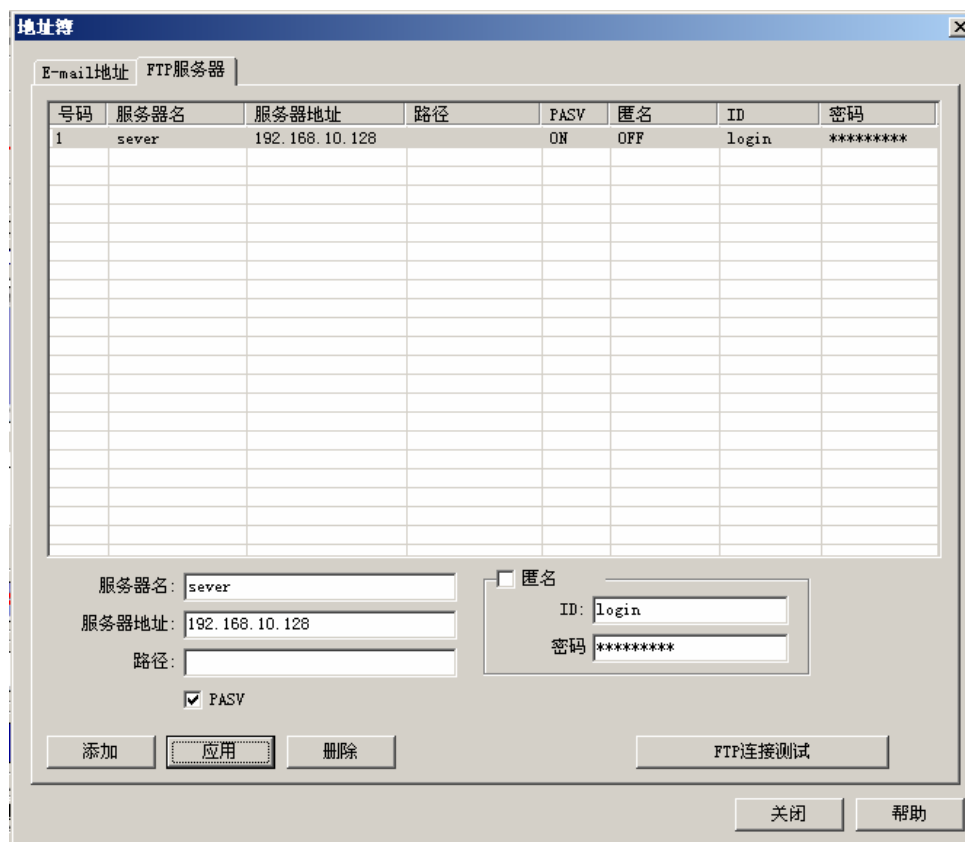 地址簿
E-mail地址 FTP服务器
号码 服务器名 服务器地址 路径 PASV 匿名 ID 密码
1 sever 192.168.10.128 ON OFF login *********
服务器名: sever
服务器地址: 192.168.10.128
路径:
PASV
匿名
ID: login
密码 *********
添加 应用 删除 FTP连接测试
关闭 帮助